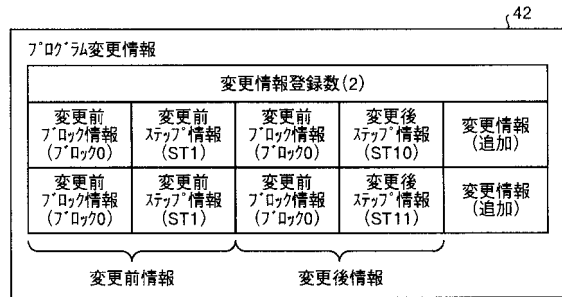 42
プログラム変更情報
変更情報登録数(2)
変更前
ブロック情報
(ブロック0)
変更前
ステップ情報
(ST1)
変更前
ブロック情報
(ブロック0)
変更後
ステップ情報
(ST10)
変更情報
(追加)
変更前
ブロック情報
(ブロック0)
変更前
ステップ情報
(ST1)
変更前
ブロック情報
(ブロック0)
変更後
ステップ情報
(ST11)
変更情報
(追加)
変更前情報
変更後情報